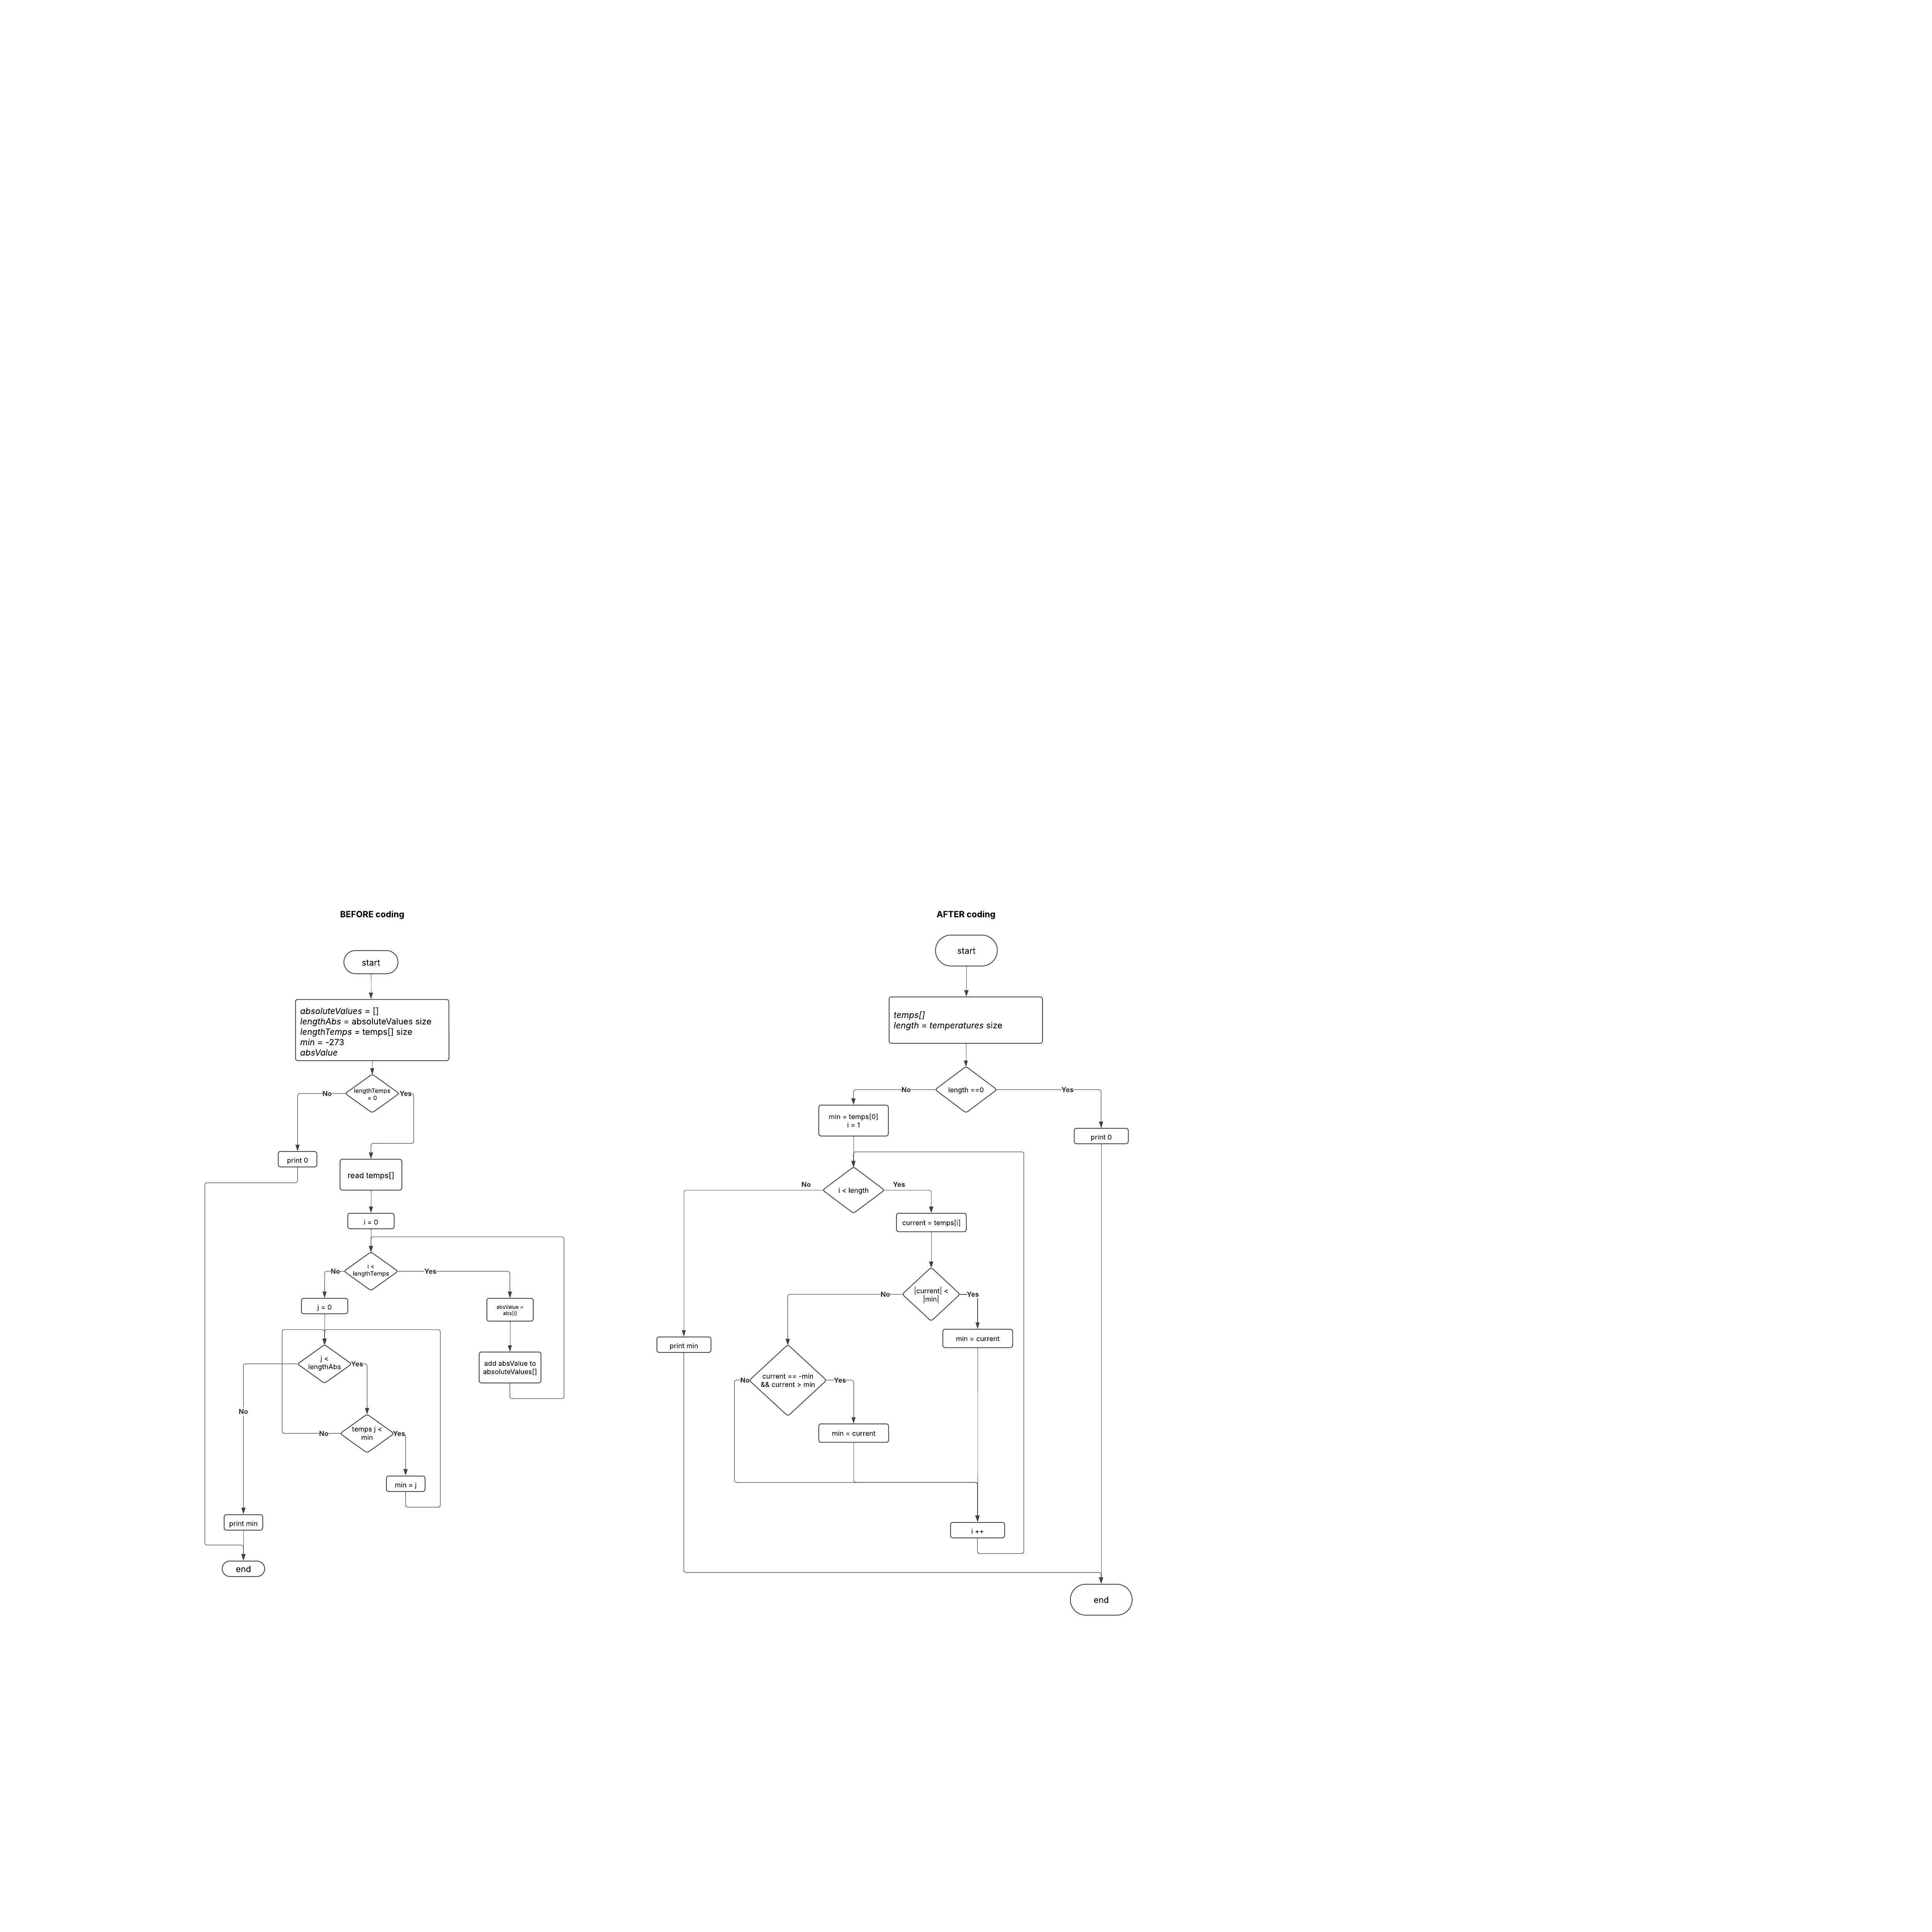 BEFORE coding
start
absoluteValues = []
lengthAbs = absoluteValues size
lengthTemps = temps[] size
min = -273
absValue
lengthTemps
= 0
No
Yes
print 0
read temps[]
i = 0
i <
lengthTemps
No
Yes
j = 0
absValue =
abs[i]
add absValue to
absoluteValues[]
j <
lengthAbs
Yes
No
temps j <
min
No
Yes
min = j
print min
end
AFTER coding
start
temps[]
length = temperatures size
length ==0
No
Yes
min = temps[0]
i = 1
print 0
i < length
No
Yes
current = temps[i]
|current| <
|min|
No
Yes
print min
min = current
current == -min
&& current > min
No
Yes
min = current
i ++
end